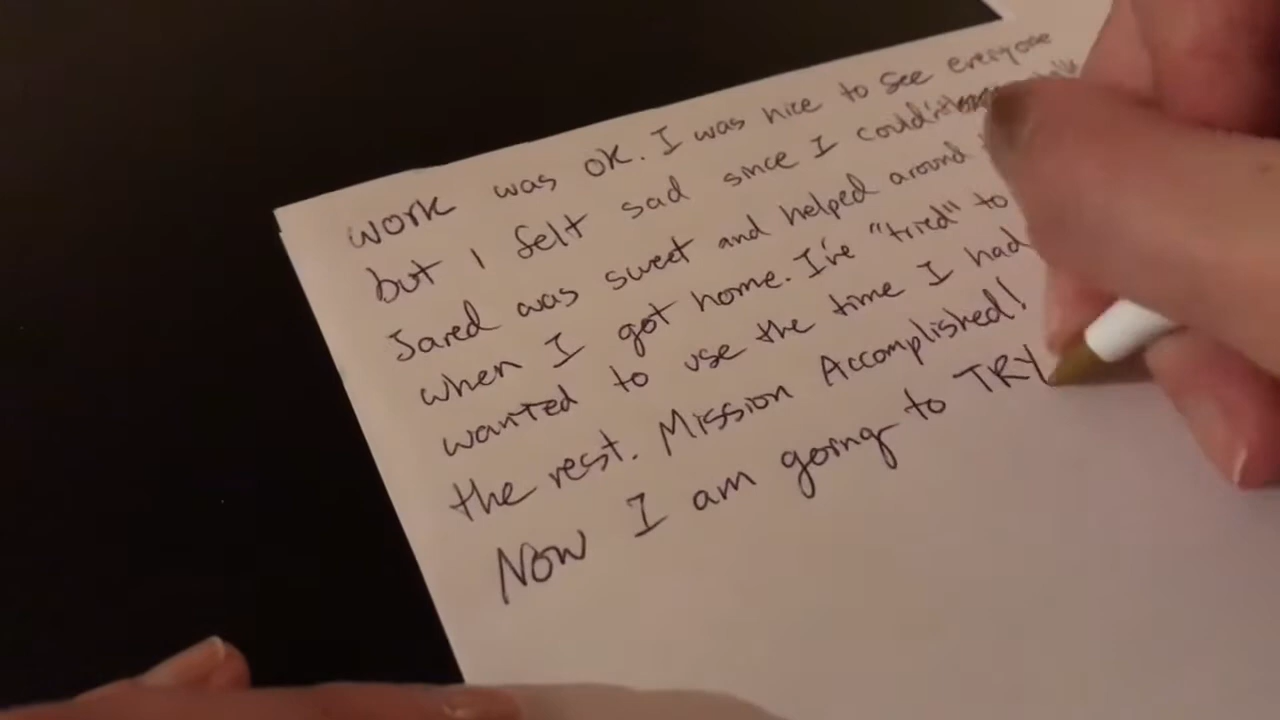 work was ok. I was nice to see everyone
but I felt sad since I couldn't
Jared was sweet and helped around
when I got home. I've "tried" to
wanted to use the time I had
the rest. Mission Accomplished!
Now I am going to TRY